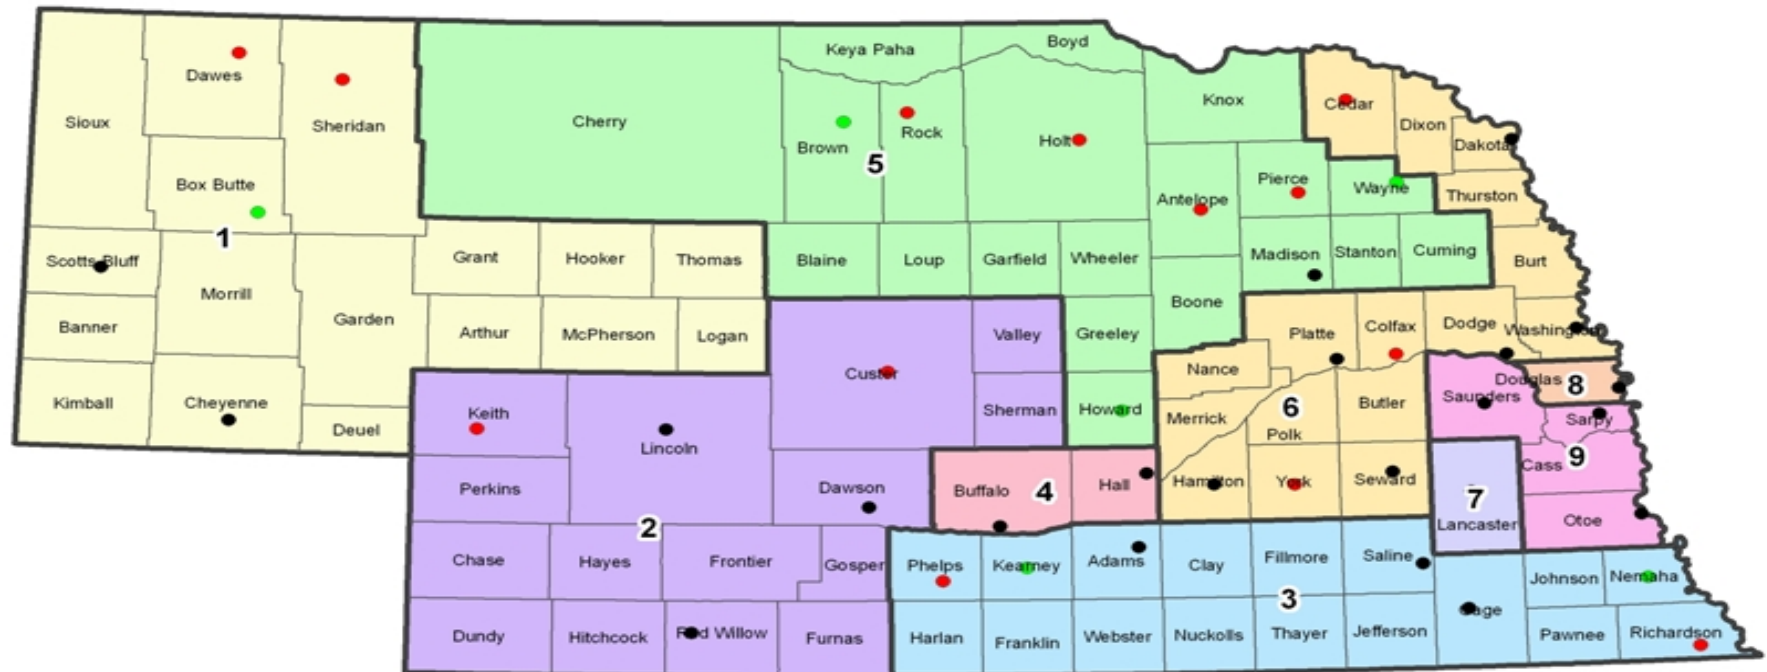 Keya Paha
Boyd
Dawes
Sioux
Sheridan
Cherry
Brown
Rock
5
Holt
Knox
Cedar
Dixon
Dakota
Box Butte
Antelope
Pierce
Wayne
Thurston
1
Scotts Bluff
Morrill
Grant
Hooker
Thomas
Blaine
Loup
Garfield
Wheeler
Madison
Stanton
Cuming
Burt
Banner
Garden
Arthur
McPherson
Logan
Valley
Greeley
Boone
Platte
Colfax
Dodge
Washington
Kimball
Cheyenne
Deuel
Keith
Lincoln
Custer
Sherman
Howard
Nance
Merrick
6
Polk
Butler
Saunders
Douglas
8
Sarpy
Perkins
Dawson
Buffalo
4
Hall
Hamilton
York
Seward
7
Lancaster
Cass
9
Otoe
2
Chase
Hayes
Frontier
Gosper
Phelps
Kearney
Adams
Clay
Fillmore
Saline
Johnson
Nemaha
3
Dundy
Hitchcock
Red Willow
Furnas
Harlan
Franklin
Webster
Nuckolls
Thayer
Jefferson
Gage
Pawnee
Richardson